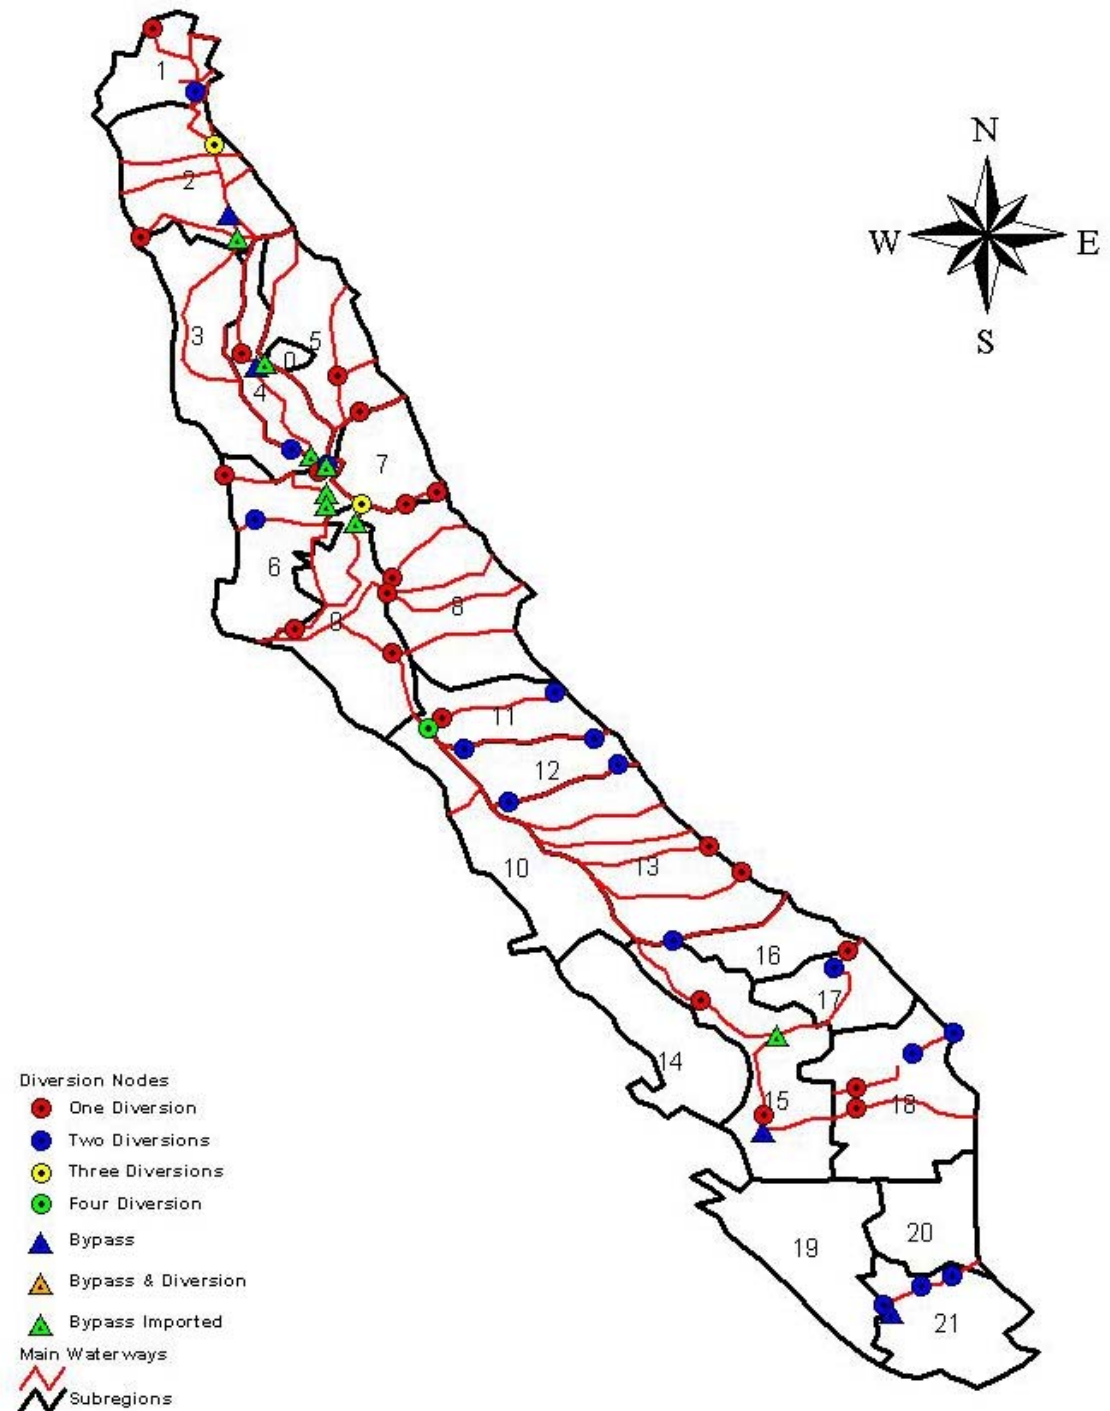 1
N
2
W E
3
5
S
0
4
7
6
8
9
11
12
10
13
16
17
14
15
18
20
19
21
Diversion Nodes
One Diversion
Two Diversions
Three Diversions
Four Diversion
Bypass
Bypass & Diversion
Bypass Imported
Main Waterways
Subregions